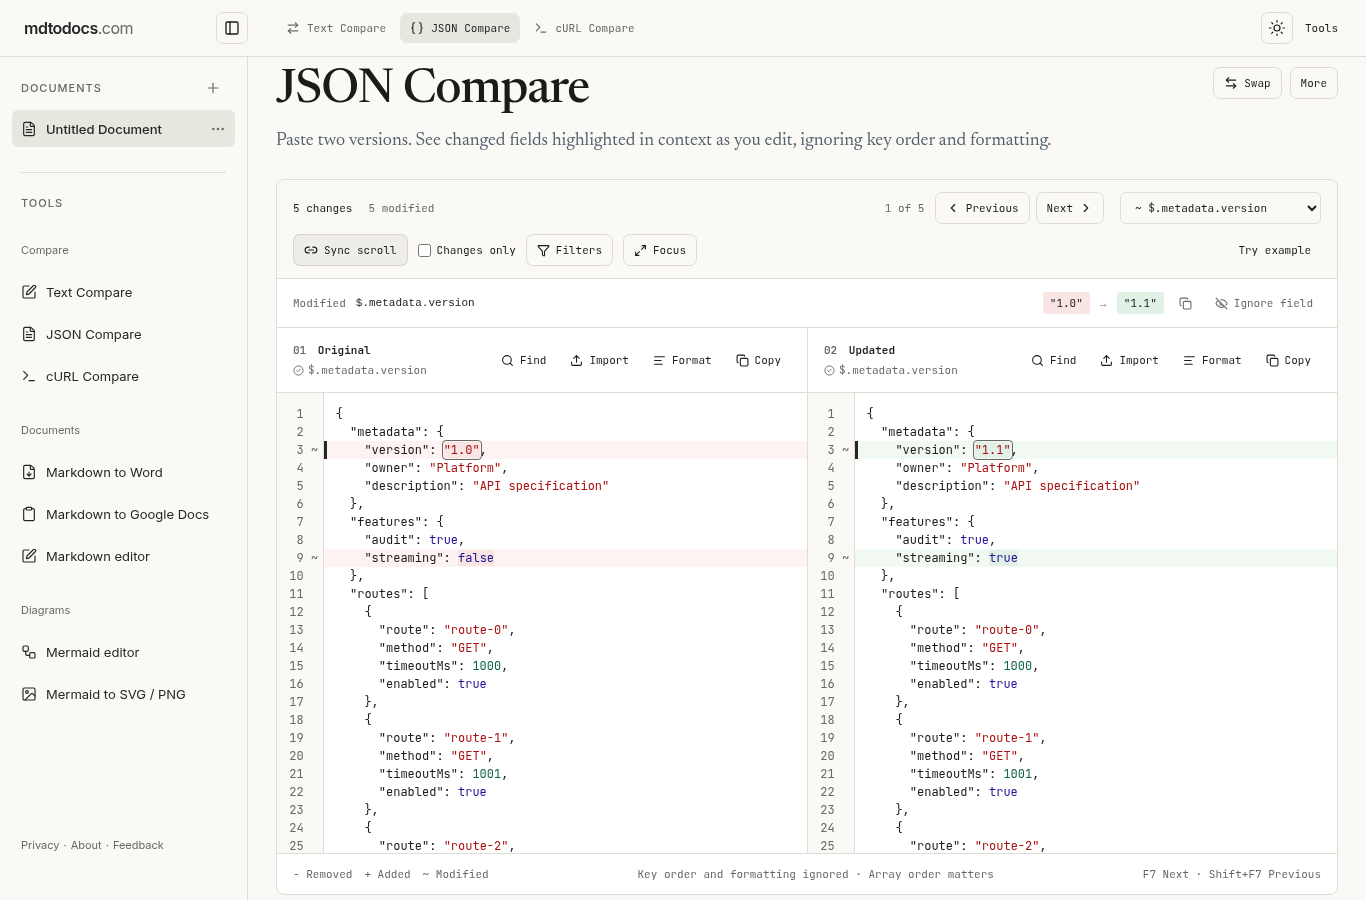 mdtodocs.com
Text Compare
{} JSON Compare
cURL Compare
Tools
DOCUMENTS
Untitled Document
TOOLS
Compare
Text Compare
JSON Compare
cURL Compare
Documents
Markdown to Word
Markdown to Google Docs
Markdown editor
Diagrams
Mermaid editor
Mermaid to SVG / PNG
Privacy · About · Feedback
JSON Compare
Swap
More
Paste two versions. See changed fields highlighted in context as you edit, ignoring key order and formatting.
5 changes 5 modified
1 of 5
Previous
Next
~ $.metadata.version
Sync scroll
Changes only
Filters
Focus
Try example
Modified $.metadata.version
"1.0" → "1.1"
Ignore field
01 Original
$.metadata.version
Find
Import
Format
Copy
1 {
2 "metadata": {
3 ~ "version": "1.0",
4 "owner": "Platform",
5 "description": "API specification"
6 },
7 "features": {
8 "audit": true,
9 ~ "streaming": false
10 },
11 "routes": [
12 {
13 "route": "route-0",
14 "method": "GET",
15 "timeoutMs": 1000,
16 "enabled": true
17 },
18 {
19 "route": "route-1",
20 "method": "GET",
21 "timeoutMs": 1001,
22 "enabled": true
23 },
24 {
25 "route": "route-2",
02 Updated
$.metadata.version
Find
Import
Format
Copy
1 {
2 "metadata": {
3 ~ "version": "1.1",
4 "owner": "Platform",
5 "description": "API specification"
6 },
7 "features": {
8 "audit": true,
9 ~ "streaming": true
10 },
11 "routes": [
12 {
13 "route": "route-0",
14 "method": "GET",
15 "timeoutMs": 1000,
16 "enabled": true
17 },
18 {
19 "route": "route-1",
20 "method": "GET",
21 "timeoutMs": 1001,
22 "enabled": true
23 },
24 {
25 "route": "route-2",
- Removed + Added ~ Modified
Key order and formatting ignored · Array order matters
F7 Next · Shift+F7 Previous